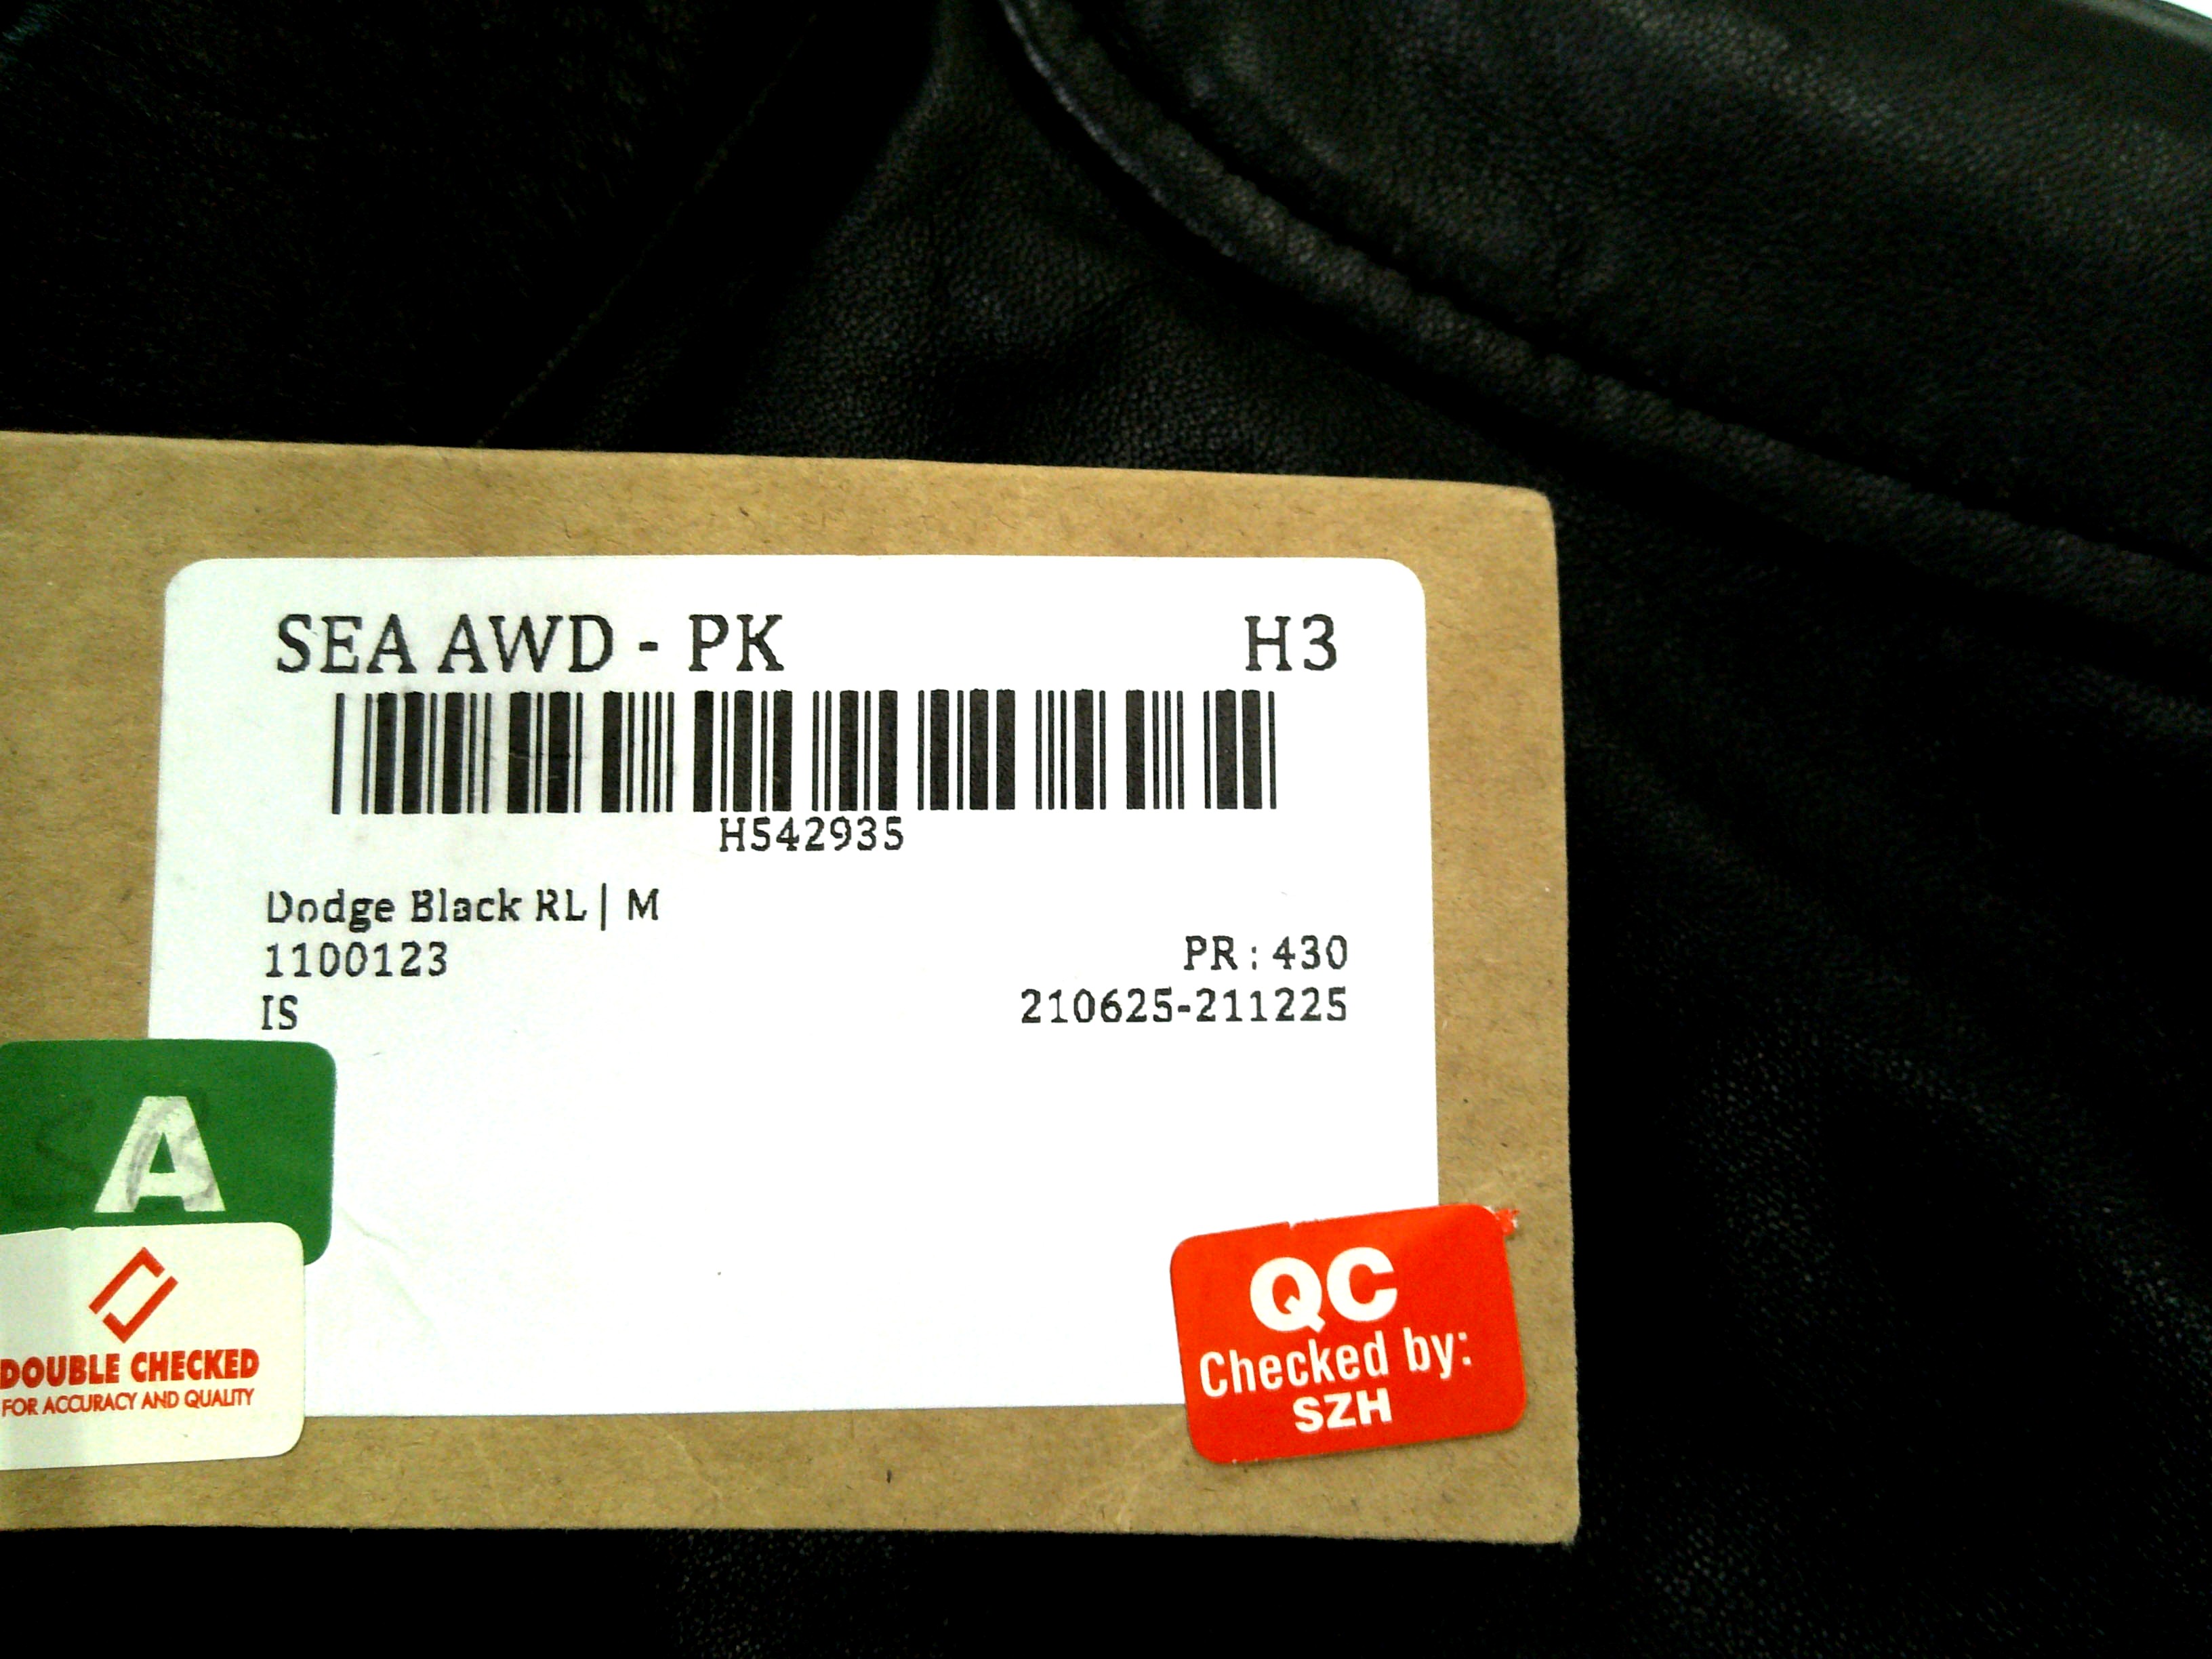 SEA AWD - PK H3
H542935
Dodge Black RL | M
1100123 PR : 430
IS 210625-211225
A
DOUBLE CHECKED
FOR ACCURACY AND QUALITY
QC
Checked by:
SZH